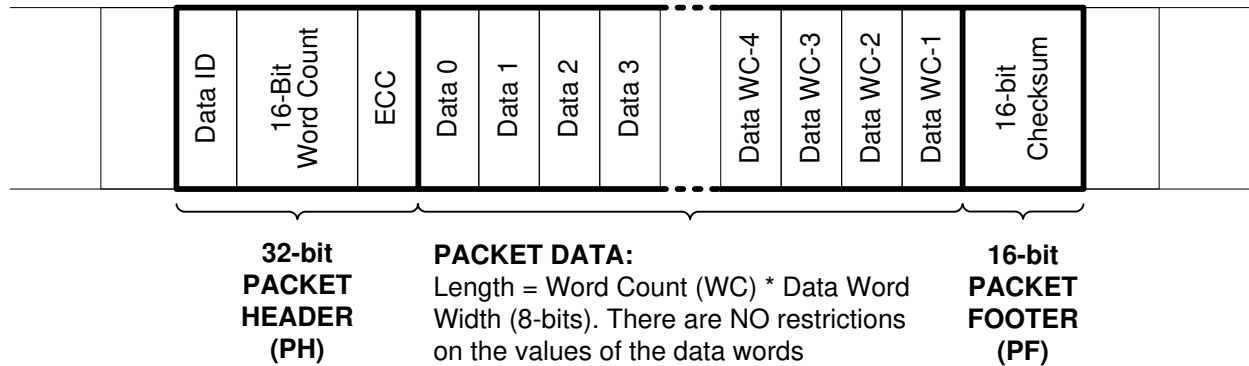 Data ID
16-Bit
Word Count
ECC
Data 0
Data 1
Data 2
Data 3
Data WC-4
Data WC-3
Data WC-2
Data WC-1
16-bit
Checksum
32-bit
PACKET
HEADER
(PH)
PACKET DATA:
Length = Word Count (WC) * Data Word
Width (8-bits). There are NO restrictions
on the values of the data words
16-bit
PACKET
FOOTER
(PF)